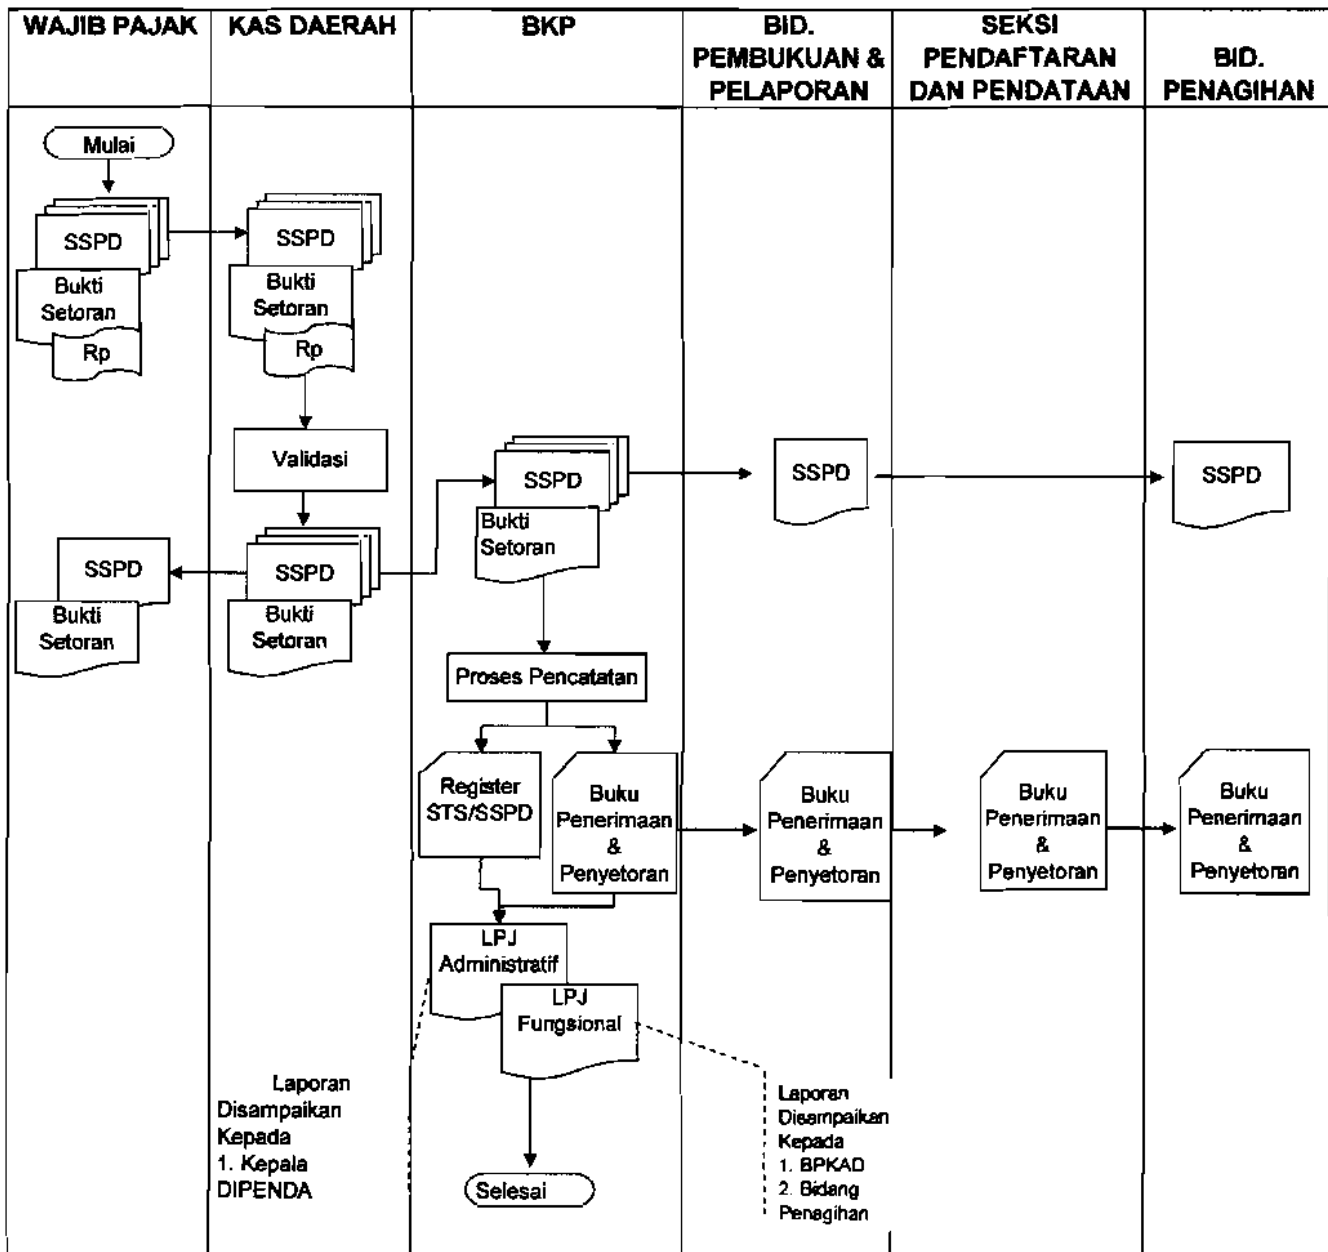 WAJIB PAJAK
KAS DAERAH
BKP
BID.
PEMBUKUAN &
PELAPORAN
SEKSI
PENDAFTARAN
DAN PENDATAAN
BID.
PENAGIHAN
Mulai
SSPD
Bukti
Setoran
Rp
SSPD
Bukti
Setoran
Rp
Validasi
SSPD
Bukti
Setoran
SSPD
SSPD
SSPD
Bukti
Setoran
SSPD
Bukti
Setoran
Proses Pencatatan
Register
STS/SSPD
Buku
Penerimaan
&
Penyetoran
Buku
Penerimaan
&
Penyetoran
Buku
Penerimaan
&
Penyetoran
Buku
Penerimaan
&
Penyetoran
LPJ
Administratif
LPJ
Fungsional
Laporan
Disampaikan
Kepada
1. Kepala
DIPENDA
Selesai
Laporan
Disampaikan
Kepada
1. BPKAD
2. Bidang
Penagihan